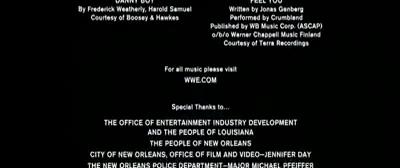 DANNY BOY
By Frederick Weatherly, Harold Samuel
Courtesy of Boosey & Hawkes
FEEL YOU
Written by Jonas Genberg
Performed by Crumblend
Published by WB Music Corp. (ASCAP)
o/b/o Warner Chappell Music Finland
Courtesy of Terra Recordings
For all music please visit
WWE.COM
Special Thanks to...
THE OFFICE OF ENTERTAINMENT INDUSTRY DEVELOPMENT
AND THE PEOPLE OF LOUISIANA
THE PEOPLE OF NEW ORLEANS
CITY OF NEW ORLEANS, OFFICE OF FILM AND VIDEO—JENNIFER DAY
THE NEW ORLEANS POLICE DEPARTMENT—MAJOR MICHAEL PFEIFFER